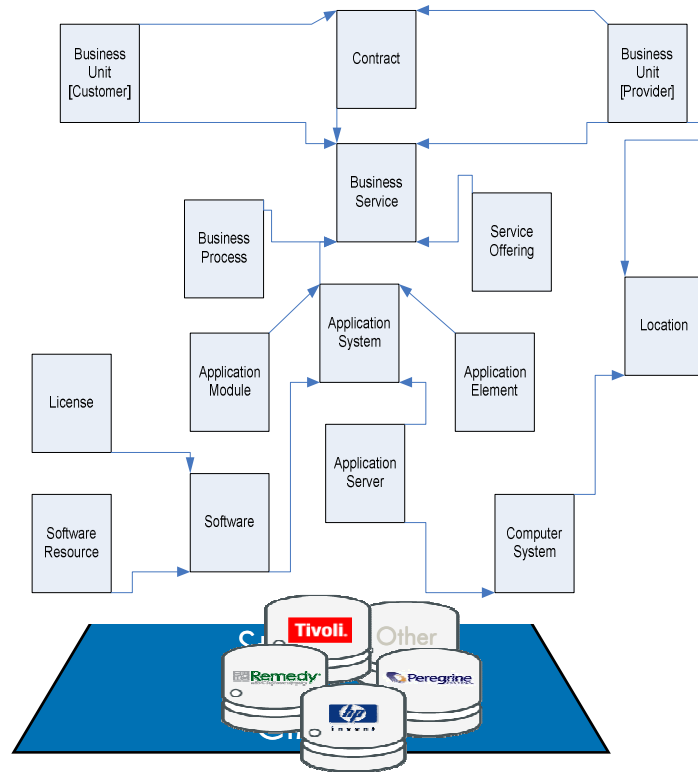 Business
Unit
[Customer]
Contract
Business
Unit
[Provider]
Business
Service
Business
Process
Service
Offering
Application
System
Location
Application
Module
Application
Element
License
Application
Server
Software
Software
Resource
Computer
System
Tivoli.
Other
Remedy
Peregrine
hp
invent